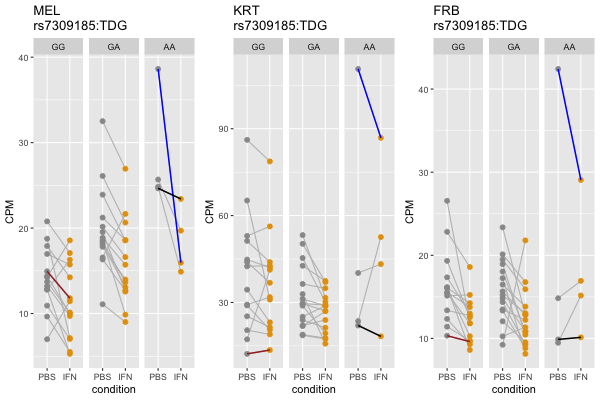 MEL
rs7309185:TDG
GG GA AA
CPM
40
30
20
10
PBS IFN PBS IFN PBS IFN
condition
KRT
rs7309185:TDG
GG GA AA
CPM
90
60
30
PBS IFN PBS IFN PBS IFN
condition
FRB
rs7309185:TDG
GG GA AA
CPM
40
30
20
10
PBS IFN PBS IFN PBS IFN
condition